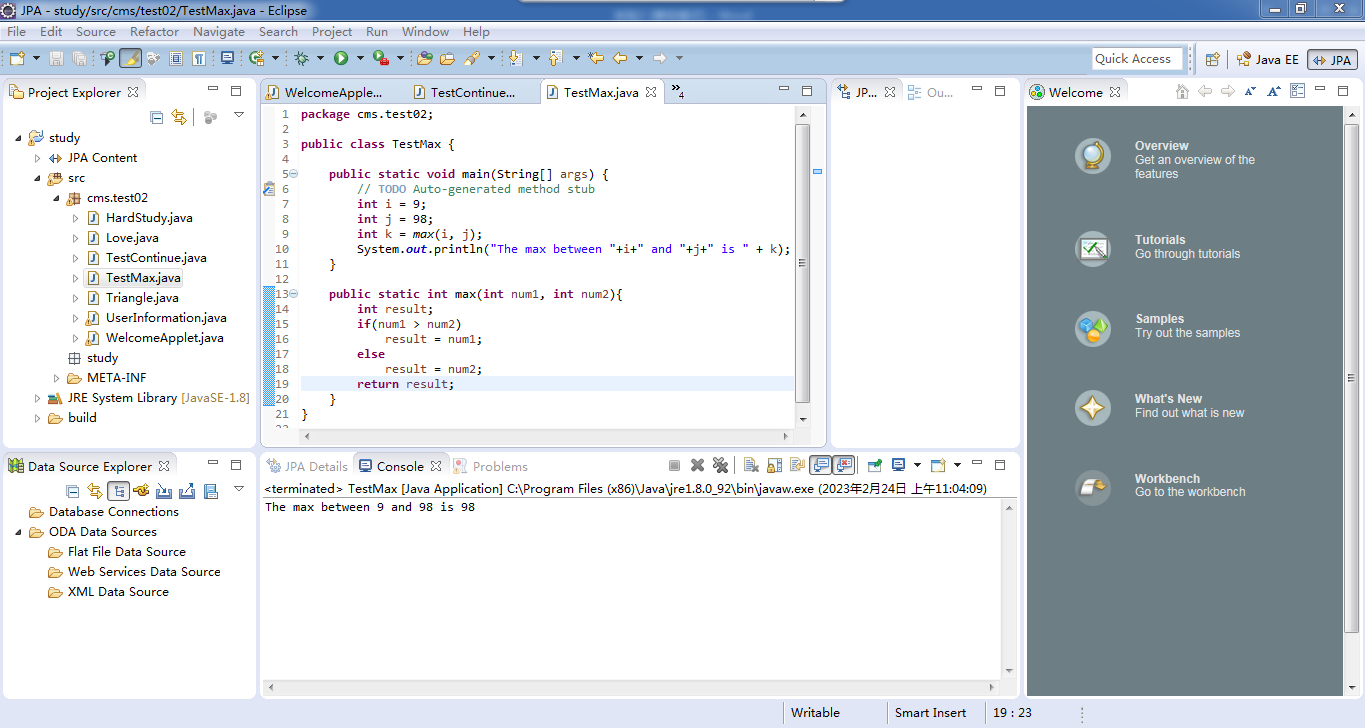 JPA - study/src/cms/test02/TestMax.java - Eclipse
File Edit Source Refactor Navigate Search Project Run Window Help
Quick Access
Java EE
JPA
Project Explorer
study
JPA Content
src
cms.test02
HardStudy.java
Love.java
TestContinue.java
TestMax.java
Triangle.java
UserInformation.java
WelcomeApplet.java
study
META-INF
JRE System Library [JavaSE-1.8]
build
WelcomeApple... TestContinue... TestMax.java »4
1 package cms.test02;
2
3 public class TestMax {
4
5 public static void main(String[] args) {
6 // TODO Auto-generated method stub
7 int i = 9;
8 int j = 98;
9 int k = max(i, j);
10 System.out.println("The max between "+i+" and "+j+" is " + k);
11 }
12
13 public static int max(int num1, int num2){
14 int result;
15 if(num1 > num2)
16 result = num1;
17 else
18 result = num2;
19 return result;
20 }
21 }
JP... Ou...
Welcome
Overview
Get an overview of the
features
Tutorials
Go through tutorials
Samples
Try out the samples
What's New
Find out what is new
Workbench
Go to the workbench
Data Source Explorer
Database Connections
ODA Data Sources
Flat File Data Source
Web Services Data Source
XML Data Source
JPA Details Console Problems
<terminated> TestMax [Java Application] C:\Program Files (x86)\Java\jre1.8.0_92\bin\javaw.exe (2023年2月24日 上午11:04:09)
The max between 9 and 98 is 98
Writable Smart Insert 19 : 23